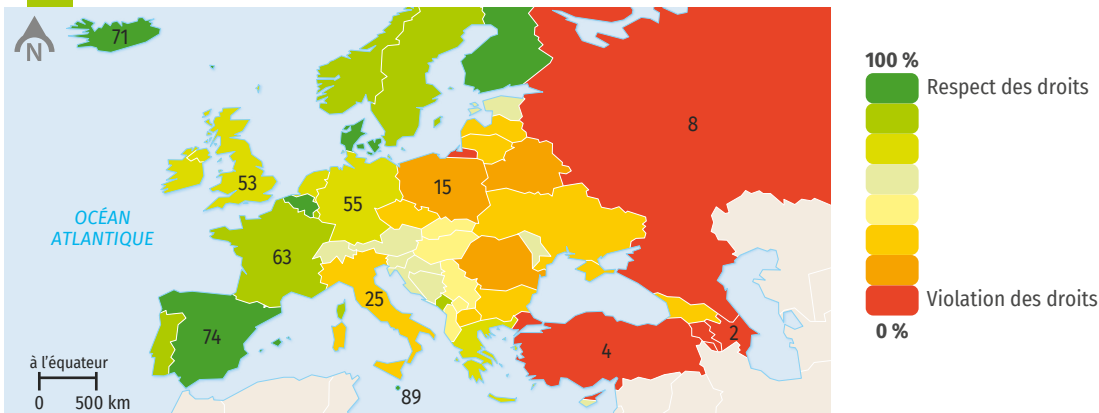 N
71
8
53
15
55
OCÉAN
ATLANTIQUE
63
25
74
2
4
89
à l'équateur
0 500 km
100 %
Respect des droits
Violation des droits
0 %